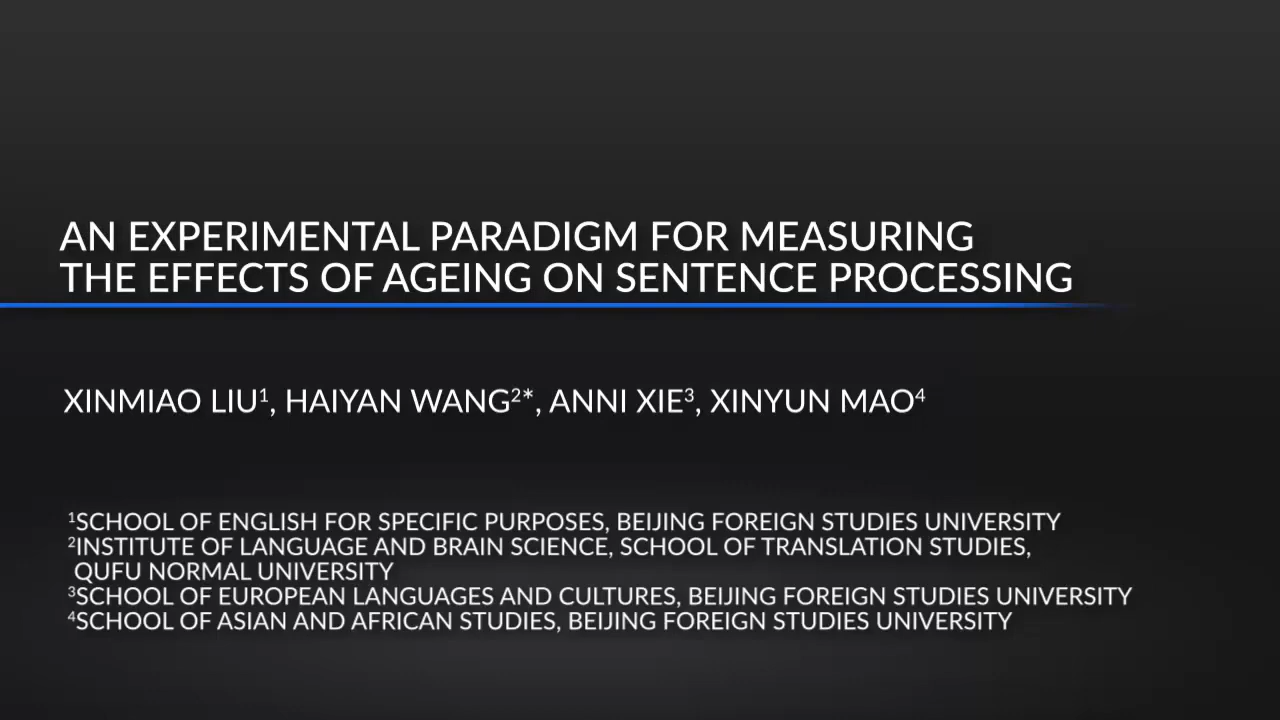 AN EXPERIMENTAL PARADIGM FOR MEASURING
THE EFFECTS OF AGEING ON SENTENCE PROCESSING
XINMIAO LIU¹, HAIYAN WANG²*, ANNI XIE³, XINYUN MAO⁴
¹SCHOOL OF ENGLISH FOR SPECIFIC PURPOSES, BEIJING FOREIGN STUDIES UNIVERSITY
²INSTITUTE OF LANGUAGE AND BRAIN SCIENCE, SCHOOL OF TRANSLATION STUDIES,
QUFU NORMAL UNIVERSITY
³SCHOOL OF EUROPEAN LANGUAGES AND CULTURES, BEIJING FOREIGN STUDIES UNIVERSITY
⁴SCHOOL OF ASIAN AND AFRICAN STUDIES, BEIJING FOREIGN STUDIES UNIVERSITY